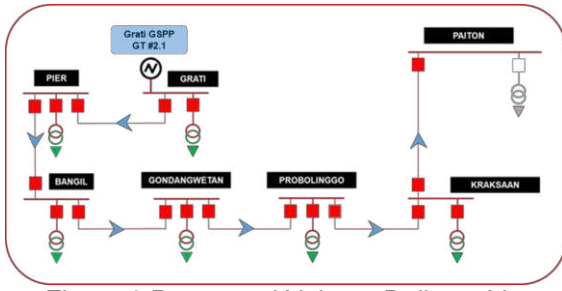 Grati GSPP
GT #2.1
PAITON
PIER
GRATI
BANGIL
GONDANGWETAN
PROBOLINGGO
KRAKSAAN